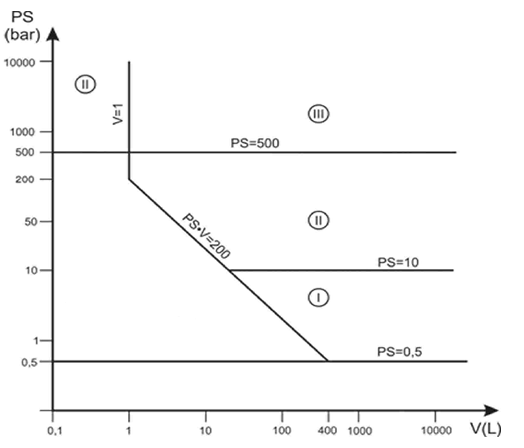 PS
(bar)
10000
1000
500
200
50
10
1
0,5
II
V=1
III
PS=500
PS•V=200
II
PS=10
I
PS=0,5
0,1
1
10
100
400
1000
10000
V(L)